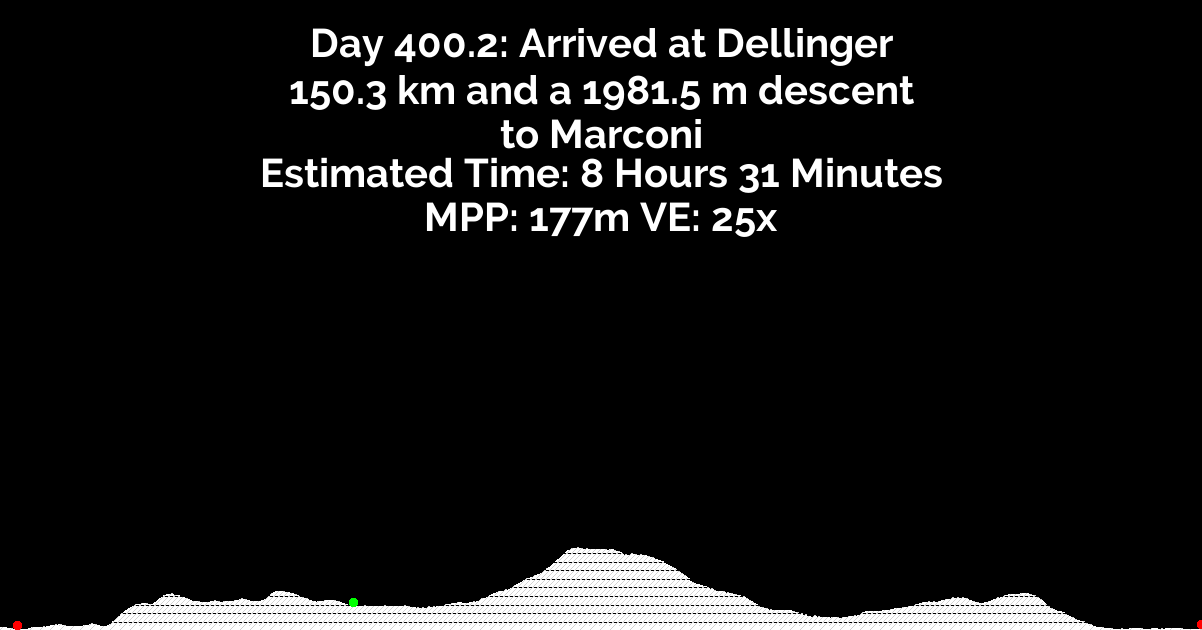 Day 400.2: Arrived at Dellinger
150.3 km and a 1981.5 m descent
to Marconi
Estimated Time: 8 Hours 31 Minutes
MPP: 177m VE: 25x